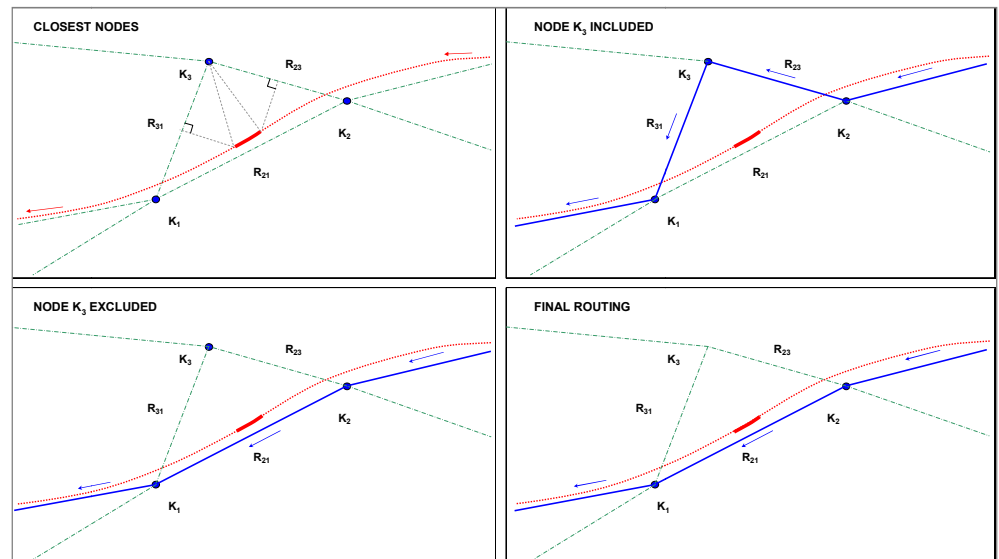 CLOSEST NODES
K3
R23
R31
K2
R21
K1
NODE K3 INCLUDED
R23
K3
K2
R31
R21
K1
NODE K3 EXCLUDED
R23
K3
R31
K2
R21
K1
FINAL ROUTING
R23
K3
R31
K2
R21
K1